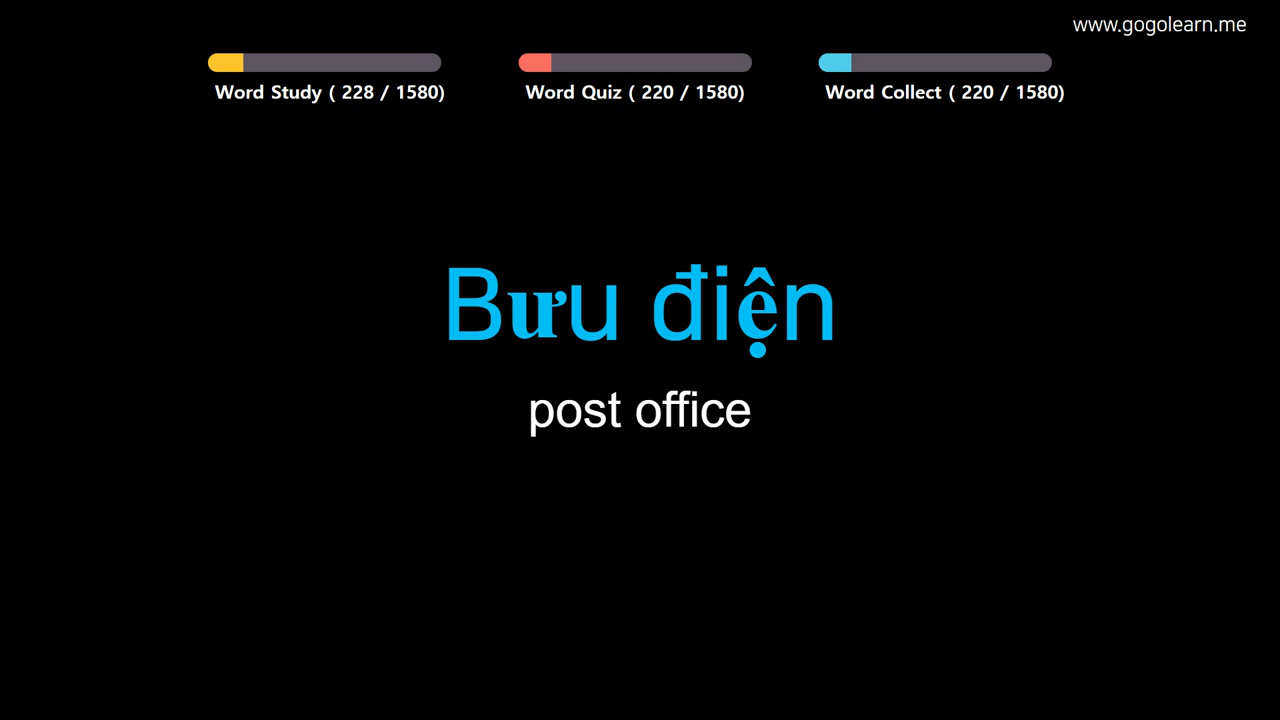 www.gogolearn.me
Word Study ( 228 / 1580)
Word Quiz ( 220 / 1580)
Word Collect ( 220 / 1580)
Bưu điện
post office